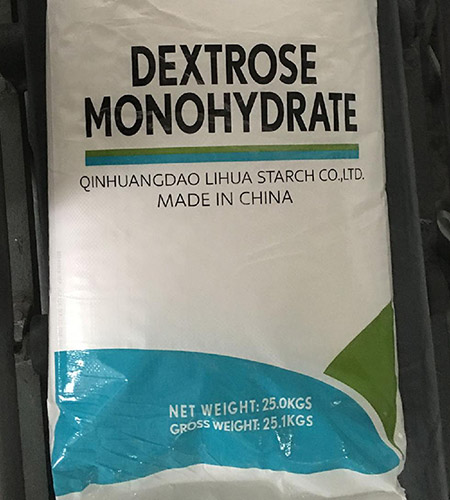 DEXTROSE
MONOHYDRATE
QINHUANGDAO LIHUA STARCH CO.,LTD.
MADE IN CHINA
NET WEIGHT: 25.0KGS
GROSS WEIGHT: 25.1KGS